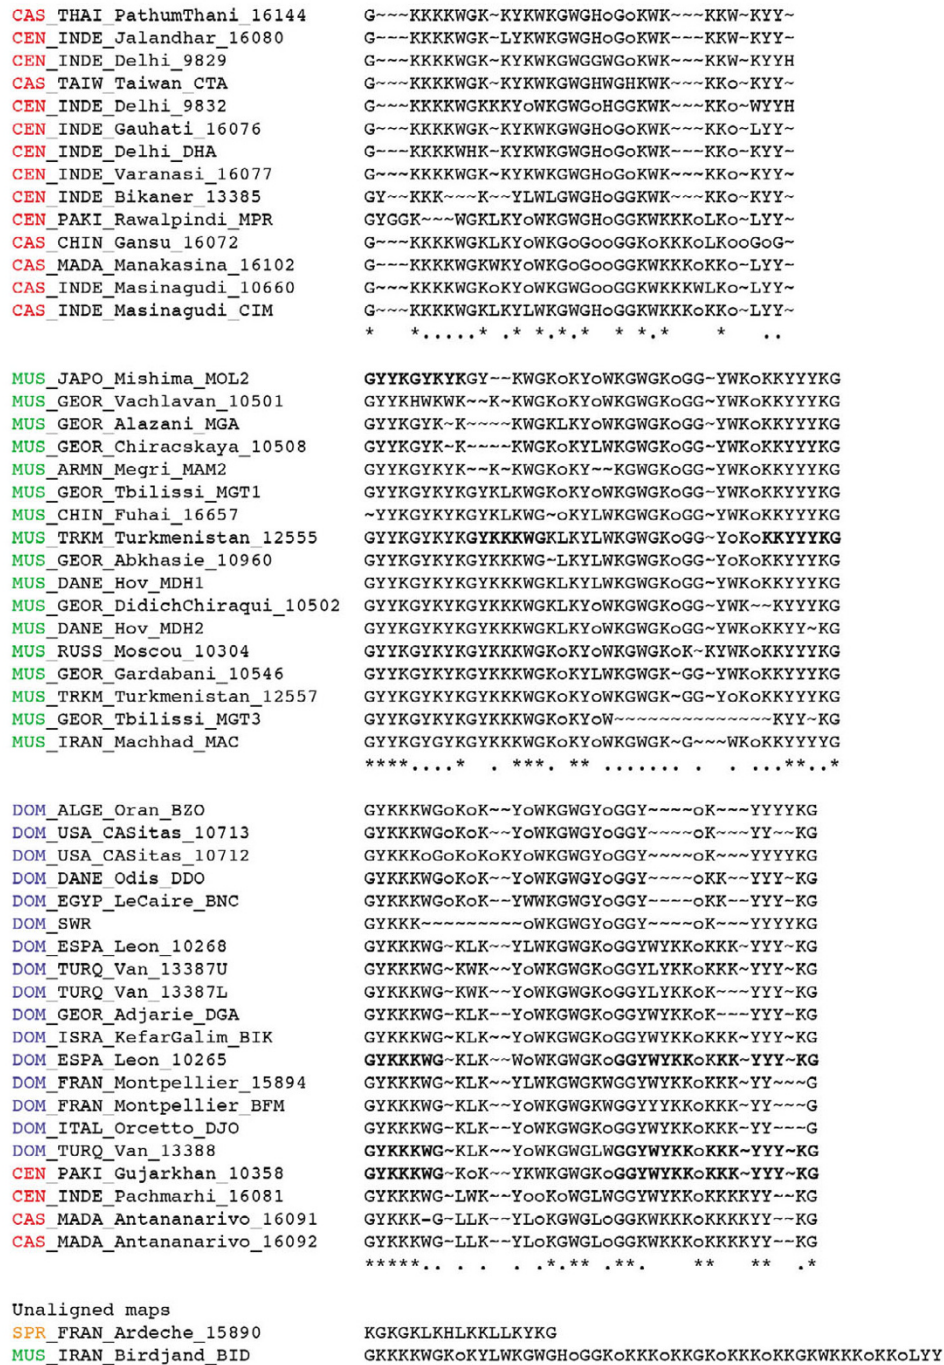 CAS_THAI_PathumThani_16144 G~~~KKKKWGK~KYKWKGWGHoGoKWK~~~KKW~KYY~
CEN_INDE_Jalandhar_16080 G~~~KKKKWGK~LYKWKGWGHoGoKWK~~~KKW~KYY~
CEN_INDE_Delhi_9829 G~~~KKKKWGK~KYKWKGWGGWGoKWK~~~KKW~KYYH
CAS_TAIW_Taiwan_CTA G~~~KKKKWGK~KYKWKGWGHWGHKWK~~~KKo~KYY~
CEN_INDE_Delhi_9832 G~~~KKKKWGKKKYoWKGWGoHGGKWK~~~KKo~WYYH
CEN_INDE_Gauhati_16076 G~~~KKKKWGK~KYKWKGWGHoGoKWK~~~KKo~LYY~
CEN_INDE_Delhi_DHA G~~~KKKKWHK~KYKWKGWGHoGoKWK~~~KKo~KYY~
CEN_INDE_Varanasi_16077 G~~~KKKKWGK~KYKWKGWGHoGoKWK~~~KKo~KYY~
CEN_INDE_Bikaner_13385 GY~~KKK~~~K~~YLWLGWGHoGGKWK~~~KKo~KYY~
CEN_PAKI_Rawalpindi_MPR GYGGK~~~WGKLKYoWKGWGHoGGKWKKKoLKo~LYY~
CAS_CHIN_Gansu_16072 G~~~KKKKWGKLKYoWKGoGooGGKoKKKoLKooGoG~
CAS_MADA_Manakasina_16102 G~~~KKKKWGKWKYoWKGoGooGGKWKKKoKKo~LYY~
CAS_INDE_Masinagudi_10660 G~~~KKKKWGKoKYoWKGWGooGGKWKKKWLKo~LYY~
CAS_INDE_Masinagudi_CIM G~~~KKKKWGKLKYLWKGWGHoGGKWKKKoKKo~LYY~
* *..... .* *.*.* * *.* * ..
MUS_JAPO_Mishima_MOL2 GYYKGYKYKGY~~KWGKoKYoWKGWGKoGG~YWKoKKYYYKG
MUS_GEOR_Vachlavan_10501 GYYKHWKWK~~K~KWGKoKYoWKGWGKoGG~YWKoKKYYYKG
MUS_GEOR_Alazani_MGA GYYKGYK~K~~~~KWGKLKYoWKGWGKoGG~YWKoKKYYYKG
MUS_GEOR_Chiracskaya_10508 GYYKGYK~K~~~~KWGKoKYLWKGWGKoGG~YWKoKKYYYKG
MUS_ARMN_Megri_MAM2 GYYKGYKYK~~K~KWGKoKY~~KGWGKoGG~YWKoKKYYYKG
MUS_GEOR_Tbilissi_MGT1 GYYKGYKYKGYKLKWGKoKYoWKGWGKoGG~YWKoKKYYYKG
MUS_CHIN_Fuhai_16657 ~YYKGYKYKGYKLKWG~oKYLWKGWGKoGG~YWKoKKYYYKG
MUS_TRKM_Turkmenistan_12555 GYYKGYKYKGYKKKWGKLKYLWKGWGKoGG~YoKoKKYYYKG
MUS_GEOR_Abkhasie_10960 GYYKGYKYKGYKKKWG~LKYLWKGWGKoGG~YoKoKKYYYKG
MUS_DANE_Hov_MDH1 GYYKGYKYKGYKKKWGKLKYLWKGWGKoGG~YWKoKKYYYKG
MUS_GEOR_DidichChiraqui_10502 GYYKGYKYKGYKKKWGKLKYoWKGWGKoGG~YWK~~KYYYKG
MUS_DANE_Hov_MDH2 GYYKGYKYKGYKKKWGKLKYoWKGWGKoGG~YWKoKKYY~KG
MUS_RUSS_Moscou_10304 GYYKGYKYKGYKKKWGKoKYoWKGWGKoK~KYWKoKKYYYKG
MUS_GEOR_Gardabani_10546 GYYKGYKYKGYKKKWGKoKYLWKGWGK~GG~YWKoKKYYYKG
MUS_TRKM_Turkmenistan_12557 GYYKGYKYKGYKKKWGKoKYoWKGWGK~GG~YoKoKKYYYKG
MUS_GEOR_Tbilissi_MGT3 GYYKGYKYKGYKKKWGKoKYoW~~~~~~~~~~~~~~KYY~KG
MUS_IRAN_Machhad_MAC GYYKGYGYKGYKKKWGKoKYoWKGWGK~G~~~WKoKKYYYYG
****....* . ***. ** ....... . . ...**..*
DOM_ALGE_Oran_BZO GYKKKWGoKoK~~YoWKGWGYoGGY~~~~oK~~~YYYYKG
DOM_USA_CASitas_10713 GYKKKWGoKoK~~YoWKGWGYoGGY~~~~oK~~~YY~~KG
DOM_USA_CASitas_10712 GYKKKoGoKoKoKYoWKGWGYoGGY~~~~oK~~~YYYYKG
DOM_DANE_Odis_DDO GYKKKWGoKoK~~YoWKGWGYoGGY~~~~oKK~~YYY~KG
DOM_EGYP_LeCaire_BNC GYKKKWGoKoK~~YWWKGWGYoGGY~~~~oKK~~YYY~KG
DOM_SWR GYKKK~~~~~~~~~oWKGWGYoGGY~~~~oK~~~YYYYKG
DOM_ESPA_Leon_10268 GYKKKWG~KLK~~YLWKGWGKoGGYWYKKoKKK~YYY~KG
DOM_TURQ_Van_13387U GYKKKWG~KWK~~YoWKGWGKoGGYLYKKoKKK~YYY~KG
DOM_TURQ_Van_13387L GYKKKWG~KWK~~YoWKGWGKoGGYLYKKoK~~~YYY~KG
DOM_GEOR_Adjarie_DGA GYKKKWG~KLK~~YoWKGWGKoGGYWYKKoK~~~YYY~KG
DOM_ISRA_KefarGalim_BIK GYKKKWG~KLK~~YoWKGWGKoGGYWYKKoKKK~YYY~KG
DOM_ESPA_Leon_10265 GYKKKWG~KLK~~WoWKGWGKoGGYWYKKoKKK~YYY~KG
DOM_FRAN_Montpellier_15894 GYKKKWG~KLK~~YLWKGWGKWGGYWYKKoKKK~YY~~~G
DOM_FRAN_Montpellier_BFM GYKKKWG~KLK~~YoWKGWGKWGGYYYKKGKKK~YY~~~G
DOM_ITAL_Orcetto_DJO GYKKKWG~KLK~~YoWKGWGKoGGYWYKKoKKK~YY~~~G
DOM_TURQ_Van_13388 GYKKKWG~KLK~~YoWKGWGLWGGYWYKKoKKK~YYY~KG
CEN_PAKI_Gujarkhan_10358 GYKKKWG~KoK~~YKWKGWGKoGGYWYKKoKKK~YYY~KG
CEN_INDE_Pachmarhi_16081 GYKKKWG~LWK~~YooKoWGLWGGYWYKKoKKKKYY~~KG
CAS_MADA_Antananarivo_16091 GYKKK-G~LLK~~YLoKGWGLoGGKWKKKoKKKKYY~~KG
CAS_MADA_Antananarivo_16092 GYKKKWG~LLK~~YLoKGWGLoGGKWKKKoKKKKYY~~KG
*****.. . . . .*.** .**. ** ** .*
Unaligned maps
SPR_FRAN_Ardeche_15890 KGKGKLKHLKKLLKYKG
MUS_IRAN_Birdjand_BID GKKKKWGKoKYLWKGWGHoGGKoKKKoKKGKoKKKoKKGKWKKKoKKoLYY